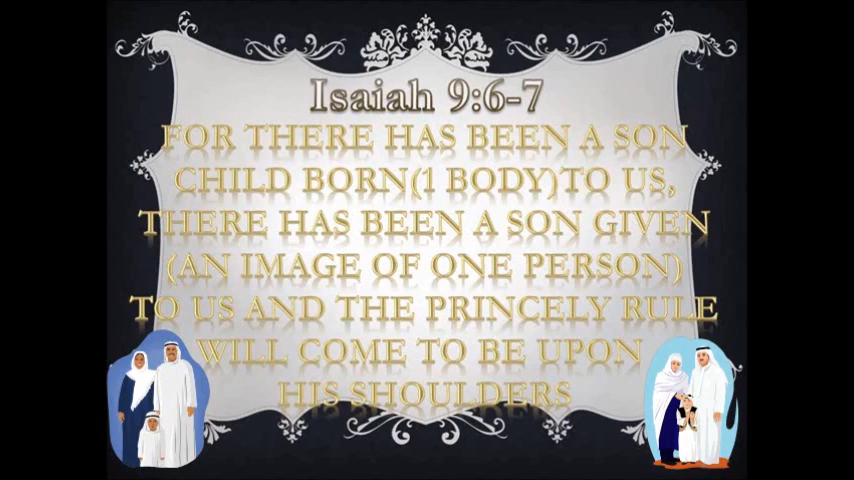 Isaiah 9:6-7
FOR THERE HAS BEEN A SON
CHILD BORN(1 BODY)TO US,
THERE HAS BEEN A SON GIVEN
(AN IMAGE OF ONE PERSON)
TO US AND THE PRINCELY RULE
WILL COME TO BE UPON
HIS SHOULDERS